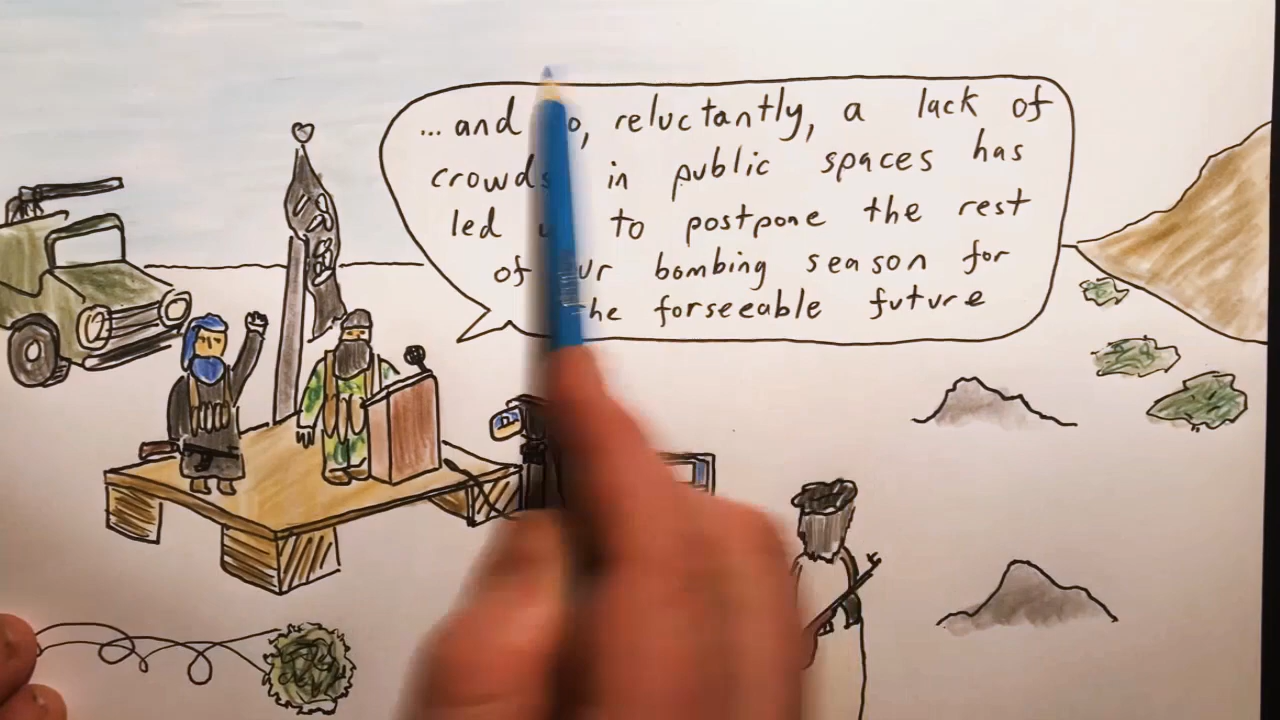 ... and reluctantly, a lack of
crowds in public spaces has
led to postpone the rest
of bombing season for
the forseeable future